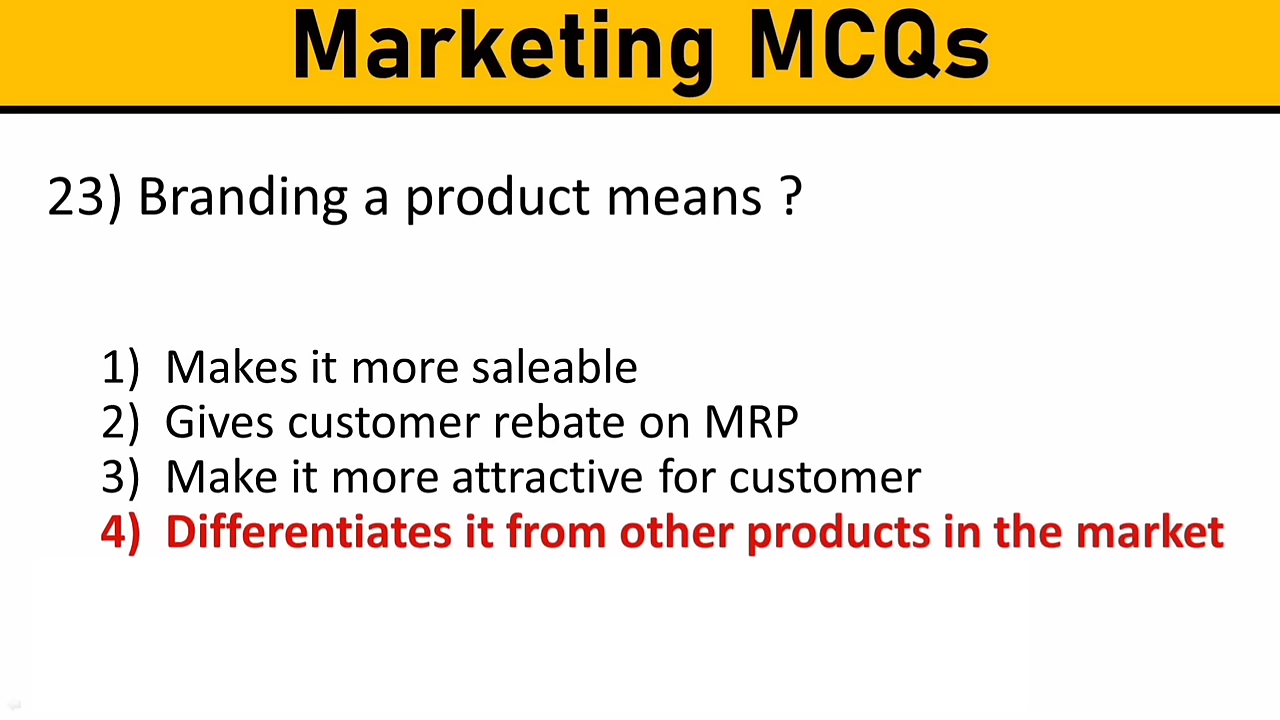 Marketing MCQs
23) Branding a product means ?
1) Makes it more saleable
2) Gives customer rebate on MRP
3) Make it more attractive for customer
4) Differentiates it from other products in the market